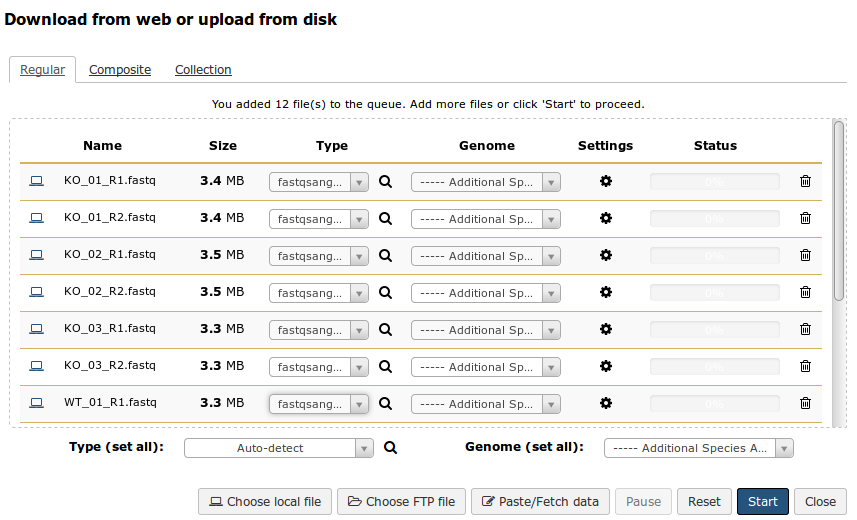 Download from web or upload from disk
Regular Composite Collection
You added 12 file(s) to the queue. Add more files or click 'Start' to proceed.
Name Size Type Genome Settings Status
KO_01_R1.fastq 3.4 MB fastqsang... ----- Additional Sp... 0%
KO_01_R2.fastq 3.4 MB fastqsang... ----- Additional Sp... 0%
KO_02_R1.fastq 3.5 MB fastqsang... ----- Additional Sp... 0%
KO_02_R2.fastq 3.5 MB fastqsang... ----- Additional Sp... 0%
KO_03_R1.fastq 3.3 MB fastqsang... ----- Additional Sp... 0%
KO_03_R2.fastq 3.3 MB fastqsang... ----- Additional Sp... 0%
WT_01_R1.fastq 3.3 MB fastqsang... ----- Additional Sp... 0%
Type (set all): Auto-detect Genome (set all): ----- Additional Species A...
Choose local file Choose FTP file Paste/Fetch data Pause Reset Start Close